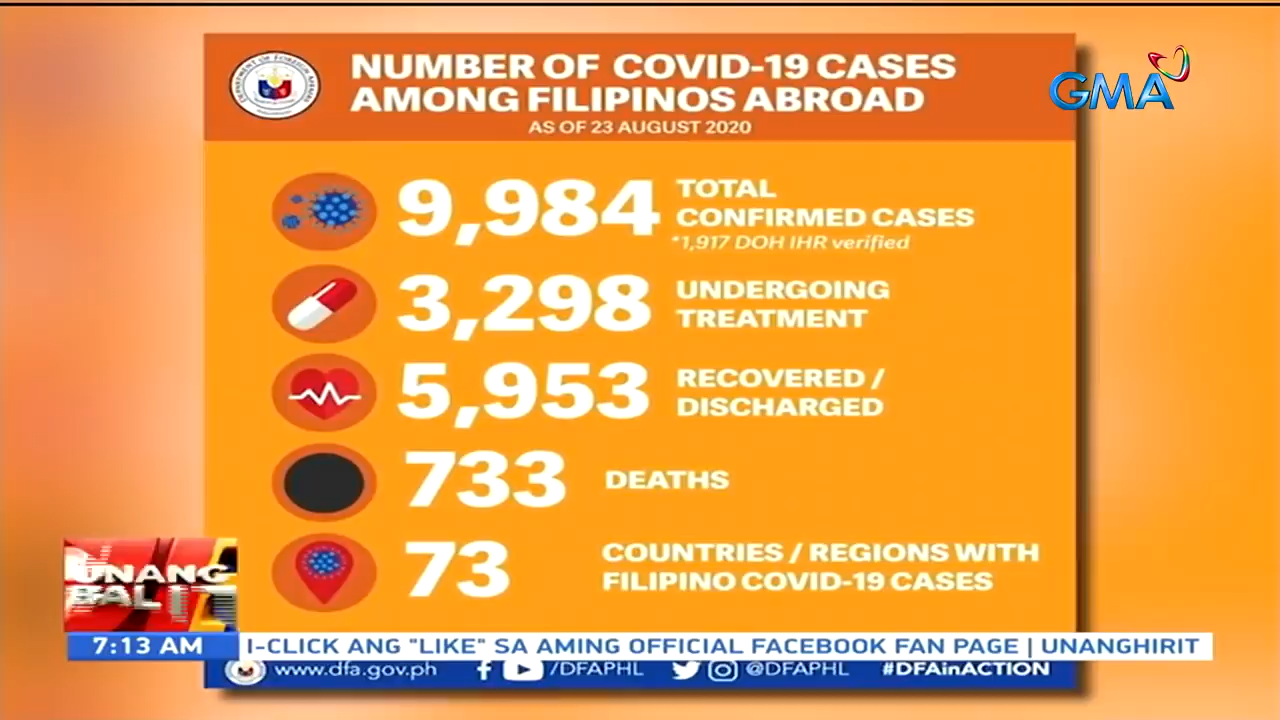 NUMBER OF COVID-19 CASES
AMONG FILIPINOS ABROAD
AS OF 23 AUGUST 2020
GMA
9,984 TOTAL
CONFIRMED CASES
*1,917 DOH IHR verified
3,298 UNDERGOING
TREATMENT
5,953 RECOVERED /
DISCHARGED
733 DEATHS
73 COUNTRIES / REGIONS WITH
FILIPINO COVID-19 CASES
UNANG
BALITA
7:13 AM I-CLICK ANG "LIKE" SA AMING OFFICIAL FACEBOOK FAN PAGE | UNANGHIRIT
www.dfa.gov.ph /DFAPHL @DFAPHL #DFAinACTION